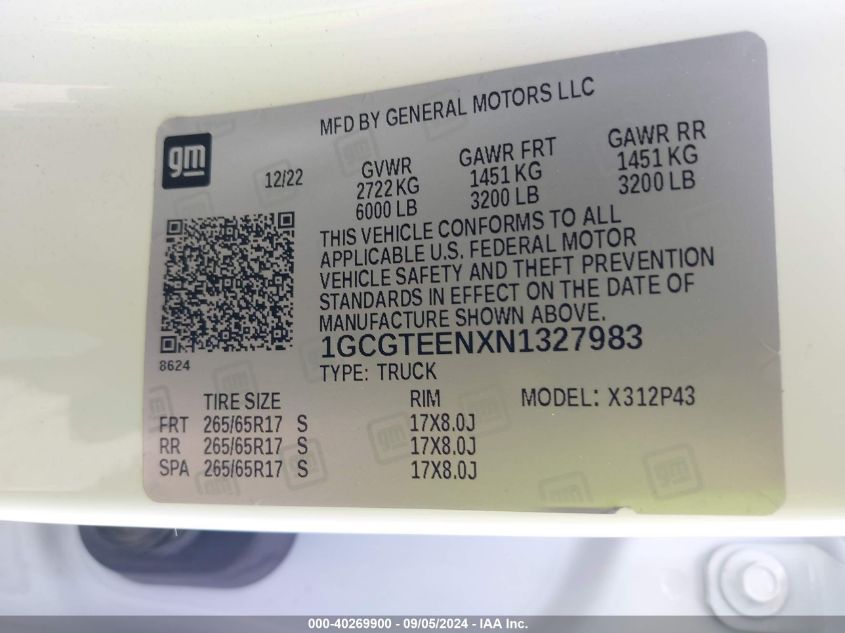 MFD BY GENERAL MOTORS LLC
gm
12/22
GVWR
2722 KG
6000 LB
GAWR FRT
1451 KG
3200 LB
GAWR RR
1451 KG
3200 LB
THIS VEHICLE CONFORMS TO ALL
APPLICABLE U.S. FEDERAL MOTOR
VEHICLE SAFETY AND THEFT PREVENTION
STANDARDS IN EFFECT ON THE DATE OF
MANUFACTURE SHOWN ABOVE.
8624
1GCGTEENXN1327983
TYPE: TRUCK
TIRE SIZE RIM MODEL: X312P43
FRT 265/65R17 S 17X8.0J
RR 265/65R17 S 17X8.0J
SPA 265/65R17 S 17X8.0J
000-40269900 - 09/05/2024 - IAA Inc.